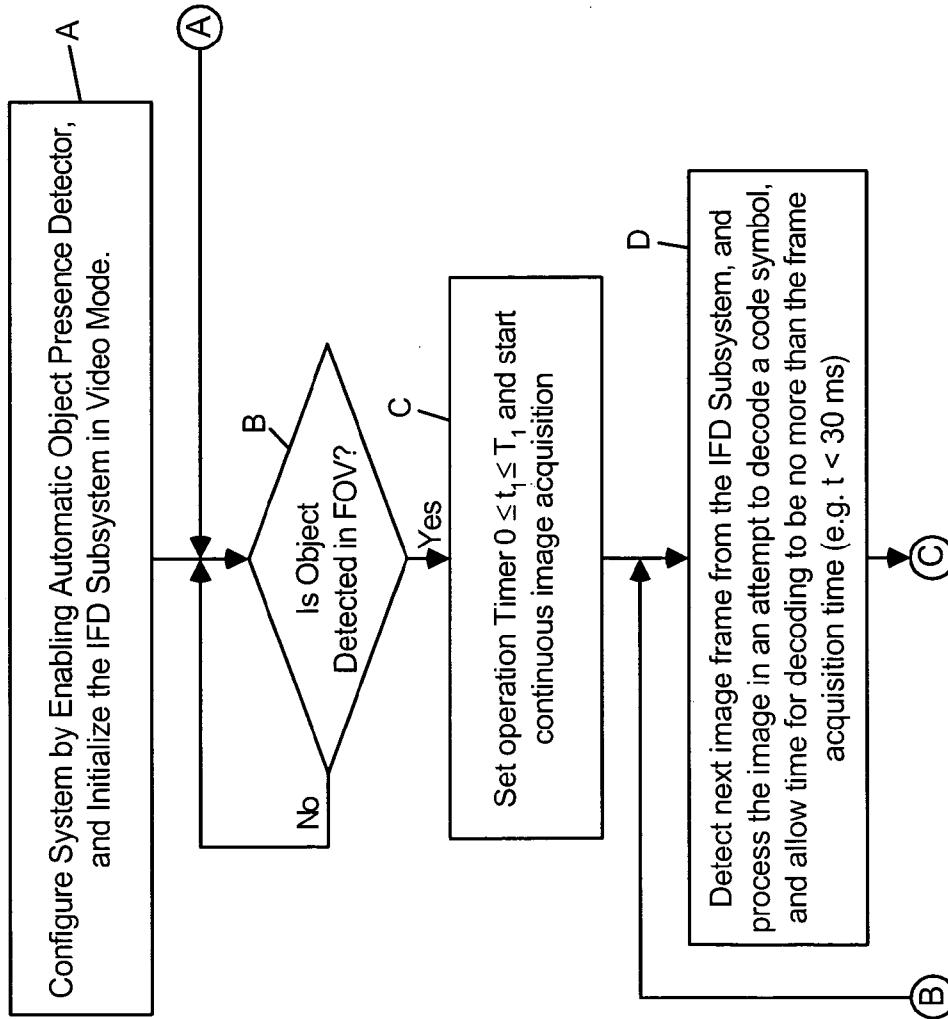 Configure System by Enabling Automatic Object Presence Detector,
and Initialize the IFD Subsystem in Video Mode.
A
A
Is Object
Detected in FOV?
B
No
Yes
Set operation Timer 0 ≤ t₁ ≤ T₁ and start
continuous image acquisition
C
Detect next image frame from the IFD Subsystem, and
process the image in an attempt to decode a code symbol,
and allow time for decoding to be no more than the frame
acquisition time (e.g. t < 30 ms)
D
B
C